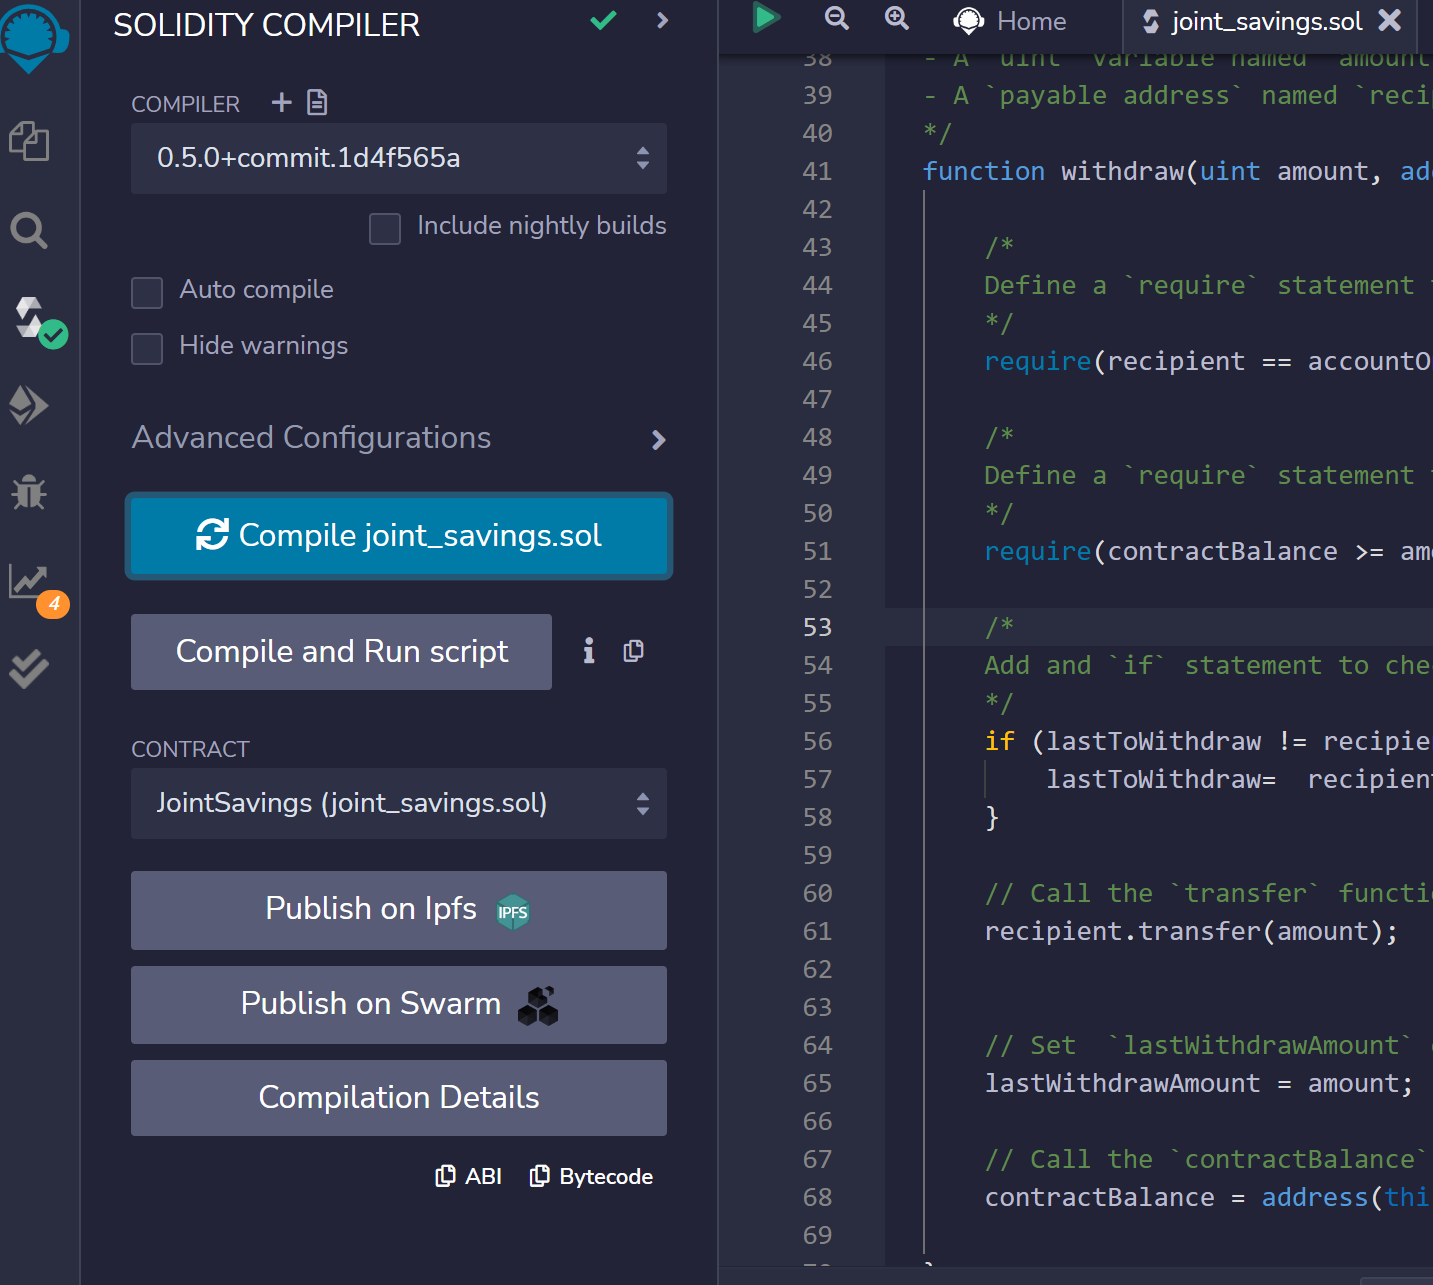 SOLIDITY COMPILER
COMPILER
0.5.0+commit.1d4f565a
Include nightly builds
Auto compile
Hide warnings
Advanced Configurations
Compile joint_savings.sol
Compile and Run script
CONTRACT
JointSavings (joint_savings.sol)
Publish on Ipfs IPFS
Publish on Swarm
Compilation Details
ABI Bytecode
4
Home joint_savings.sol
38 - A `uint` variable named `amount
39 - A `payable address` named `reci
40 */
41 function withdraw(uint amount, ad
42
43 /*
44 Define a `require` statement
45 */
46 require(recipient == accountO
47
48 /*
49 Define a `require` statement
50 */
51 require(contractBalance >= am
52
53 /*
54 Add and `if` statement to che
55 */
56 if (lastToWithdraw != recipie
57 lastToWithdraw=  recipient
58 }
59
60 // Call the `transfer` functi
61 recipient.transfer(amount);
62
63
64 // Set  `lastWithdrawAmount`
65 lastWithdrawAmount = amount;
66
67 // Call the `contractBalance`
68 contractBalance = address(thi
69